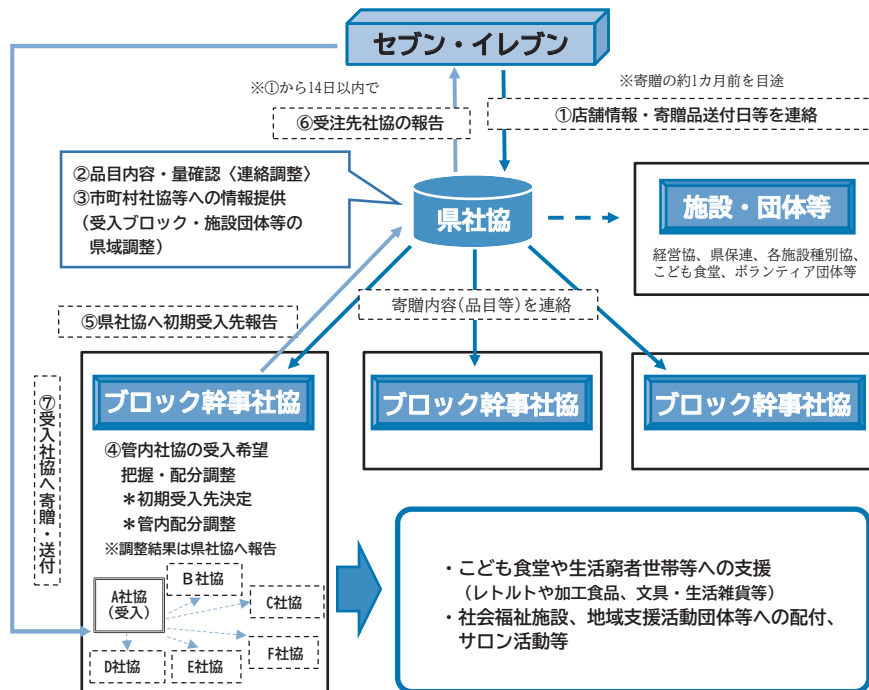 セブン・イレブン
※①から14日以内で
※寄贈の約1カ月前を目途
⑥受注先社協の報告
①店舗情報・寄贈品送付日等を連絡
②品目内容・量確認〈連絡調整〉
③市町村社協等への情報提供
（受入ブロック・施設団体等の
県域調整）
県社協
施設・団体等
経営協、県保連、各施設種別協、
こども食堂、ボランティア団体等
寄贈内容(品目等)を連絡
⑤県社協へ初期受入先報告
⑦受入社協へ寄贈・送付
ブロック幹事社協
ブロック幹事社協
ブロック幹事社協
④管内社協の受入希望
把握・配分調整
＊初期受入先決定
＊管内配分調整
※調整結果は県社協へ報告
A社協
（受入）
B社協
C社協
D社協
E社協
F社協
・こども食堂や生活窮者世帯等への支援
（レトルトや加工食品、文具・生活雑貨等）
・社会福祉施設、地域支援活動団体等への配付、
サロン活動等